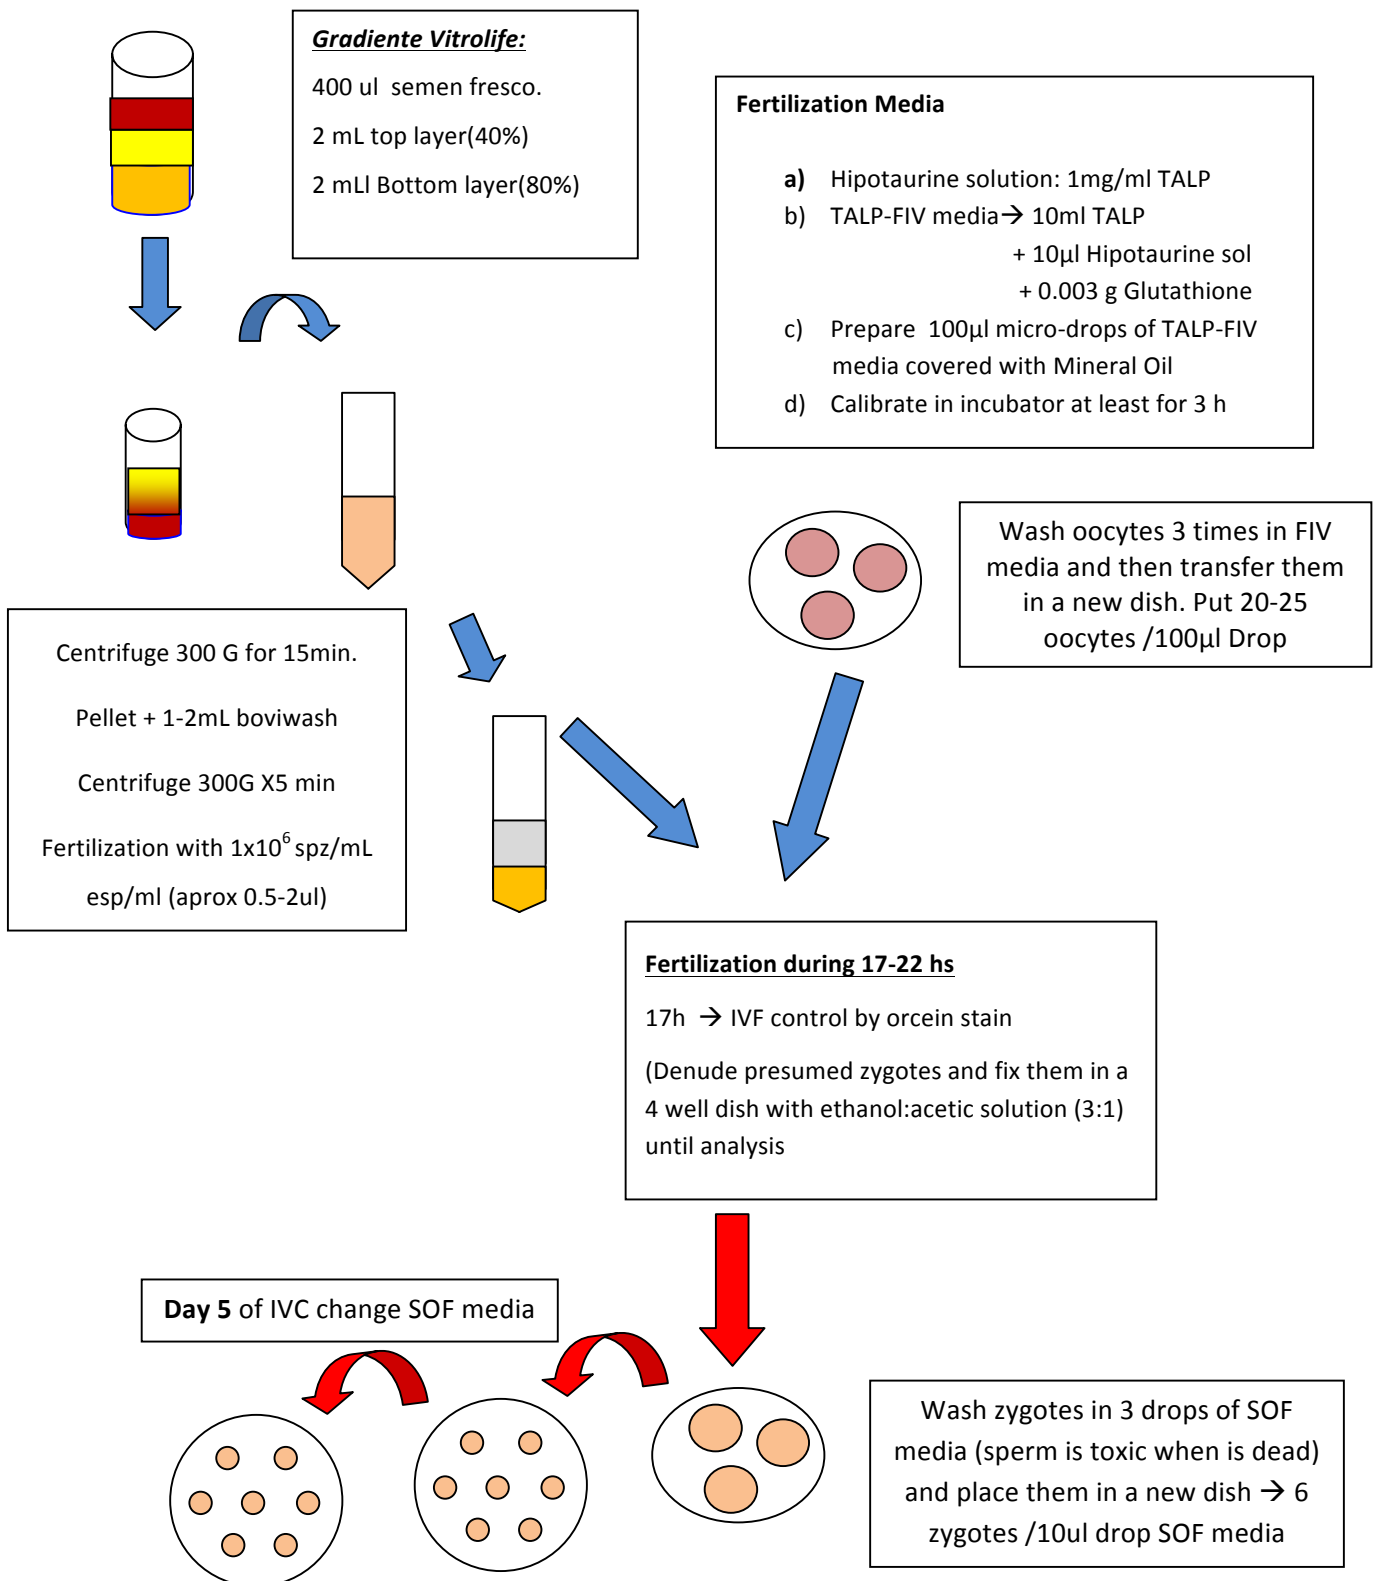 Gradiente Vitrolife:
400 ul  semen fresco.
2 mL top layer(40%)
2 mLl Bottom layer(80%)
Fertilization Media
a) Hipotaurine solution: 1mg/ml TALP
b) TALP-FIV media→ 10ml TALP
+ 10µl Hipotaurine sol
+ 0.003 g Glutathione
c) Prepare  100µl micro-drops of TALP-FIV
media covered with Mineral Oil
d) Calibrate in incubator at least for 3 h
Wash oocytes 3 times in FIV
media and then transfer them
in a new dish. Put 20-25
oocytes /100µl Drop
Centrifuge 300 G for 15min.
Pellet + 1-2mL boviwash
Centrifuge 300G X5 min
Fertilization with 1x10⁶ spz/mL
esp/ml (aprox 0.5-2ul)
Fertilization during 17-22 hs
17h → IVF control by orcein stain
(Denude presumed zygotes and fix them in a
4 well dish with ethanol:acetic solution (3:1)
until analysis
Day 5 of IVC change SOF media
Wash zygotes in 3 drops of SOF
media (sperm is toxic when is dead)
and place them in a new dish → 6
zygotes /10ul drop SOF media